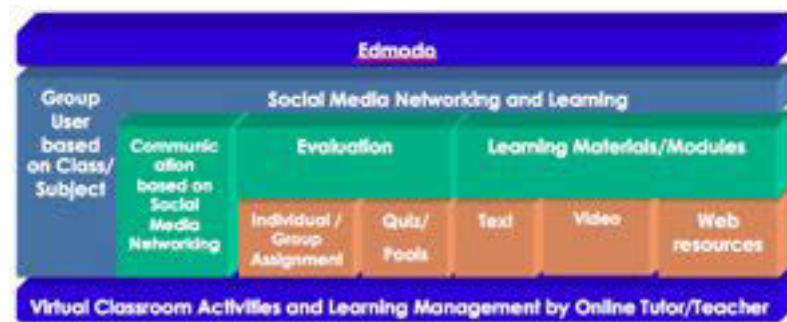 Edmodo
Group
User
based
on Class/
Subject
Social Media Networking and Learning
Communic
ation
based on
Social
Media
Networking
Evaluation
Learning Materials/Modules
Individual /
Group
Assignment
Quiz/
Pools
Text
Video
Web
resources
Virtual Classroom Activities and Learning Management by Online Tutor/Teacher